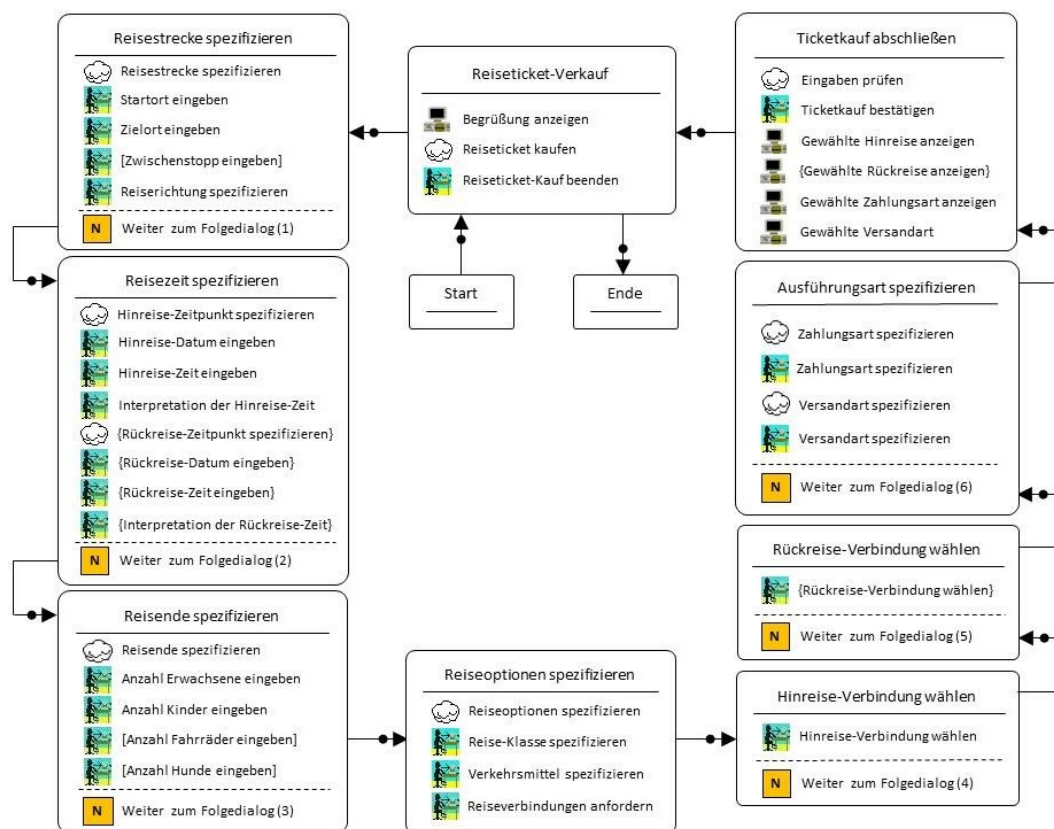 Reisestrecke spezifizieren
Reisestrecke spezifizieren
Startort eingeben
Zielort eingeben
[Zwischenstopp eingeben]
Reiserichtung spezifizieren
N Weiter zum Folgedialog (1)
Reisezeit spezifizieren
Hinreise-Zeitpunkt spezifizieren
Hinreise-Datum eingeben
Hinreise-Zeit eingeben
Interpretation der Hinreise-Zeit
{Rückreise-Zeitpunkt spezifizieren}
{Rückreise-Datum eingeben}
{Rückreise-Zeit eingeben}
{Interpretation der Rückreise-Zeit}
N Weiter zum Folgedialog (2)
Reisende spezifizieren
Reisende spezifizieren
Anzahl Erwachsene eingeben
Anzahl Kinder eingeben
[Anzahl Fahrräder eingeben]
[Anzahl Hunde eingeben]
N Weiter zum Folgedialog (3)
Reiseticket-Verkauf
Begrüßung anzeigen
Reiseticket kaufen
Reiseticket-Kauf beenden
Start
Ende
Reiseoptionen spezifizieren
Reiseoptionen spezifizieren
Reise-Klasse spezifizieren
Verkehrsmittel spezifizieren
Reiseverbindungen anfordern
Ticketkauf abschließen
Eingaben prüfen
Ticketkauf bestätigen
Gewählte Hinreise anzeigen
{Gewählte Rückreise anzeigen}
Gewählte Zahlungsart anzeigen
Gewählte Versandart
Ausführungsart spezifizieren
Zahlungsart spezifizieren
Zahlungsart spezifizieren
Versandart spezifizieren
Versandart spezifizieren
N Weiter zum Folgedialog (6)
Rückreise-Verbindung wählen
{Rückreise-Verbindung wählen}
N Weiter zum Folgedialog (5)
Hinreise-Verbindung wählen
Hinreise-Verbindung wählen
N Weiter zum Folgedialog (4)